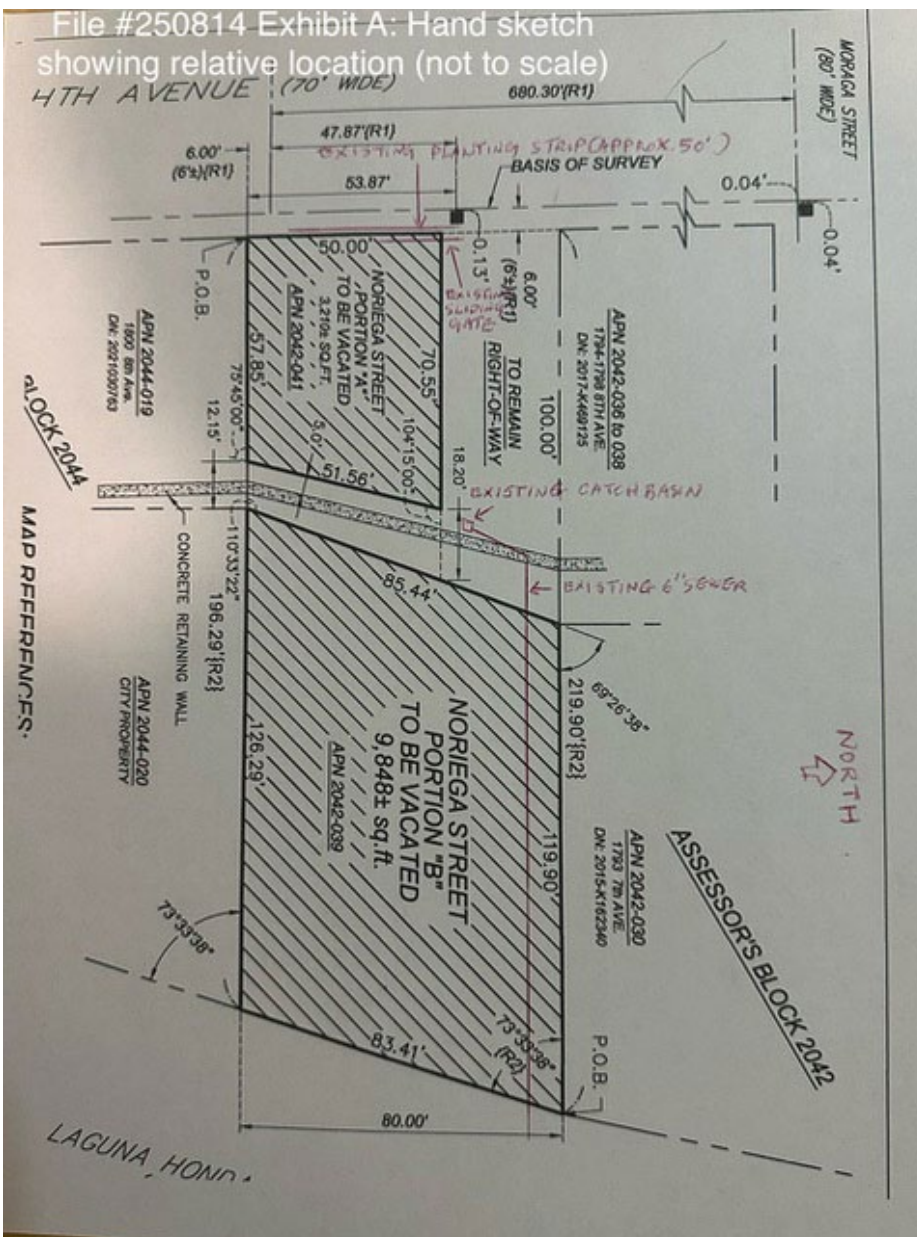 File #250814 Exhibit A: Hand sketch
showing relative location (not to scale)
4TH AVENUE (70' WIDE)
680.30'{R1}
MORAGA STREET
(80' WIDE)
47.87'{R1}
6.00'
(6'±){R1}
EXISTING PLANTING STRIP (APPROX. 50')
BASIS OF SURVEY
53.87'
0.04'
0.04'
50.00'
0.13'
6.00'
(6'±){R1}
P.O.B.
NORIEGA STREET
PORTION "A"
TO BE VACATED
3,210± SQ.FT.
APN 2042-041
EXISTING
SLIDING
GATE
TO REMAIN
RIGHT-OF-WAY
APN 2042-036 to 038
1794-1798 8TH AVE.
DN: 2017-K469125
APN 2044-019
1800 8th Ave.
DN: 2021030763
57.85'
70.55'
100.00'
75°45'00"
104°15'00"
12.15'
5.0'
51.56'
18.20'
BLOCK 2044
EXISTING CATCH BASIN
EXISTING 6" SEWER
CONCRETE RETAINING WALL
110°33'22"
85.44'
196.29'{R2}
69°26'38"
219.90'{R2}
MAP REFERENCES:
APN 2044-020
CITY PROPERTY
126.29'
NORIEGA STREET
PORTION "B"
TO BE VACATED
9,848± sq.ft.
APN 2042-039
119.90'
NORTH
APN 2042-030
1793 7th AVE.
DN: 2015-K162340
ASSESSOR'S BLOCK 2042
73°33'38"
73°33'38"
(R2)
P.O.B.
83.41'
80.00'
LAGUNA HOND